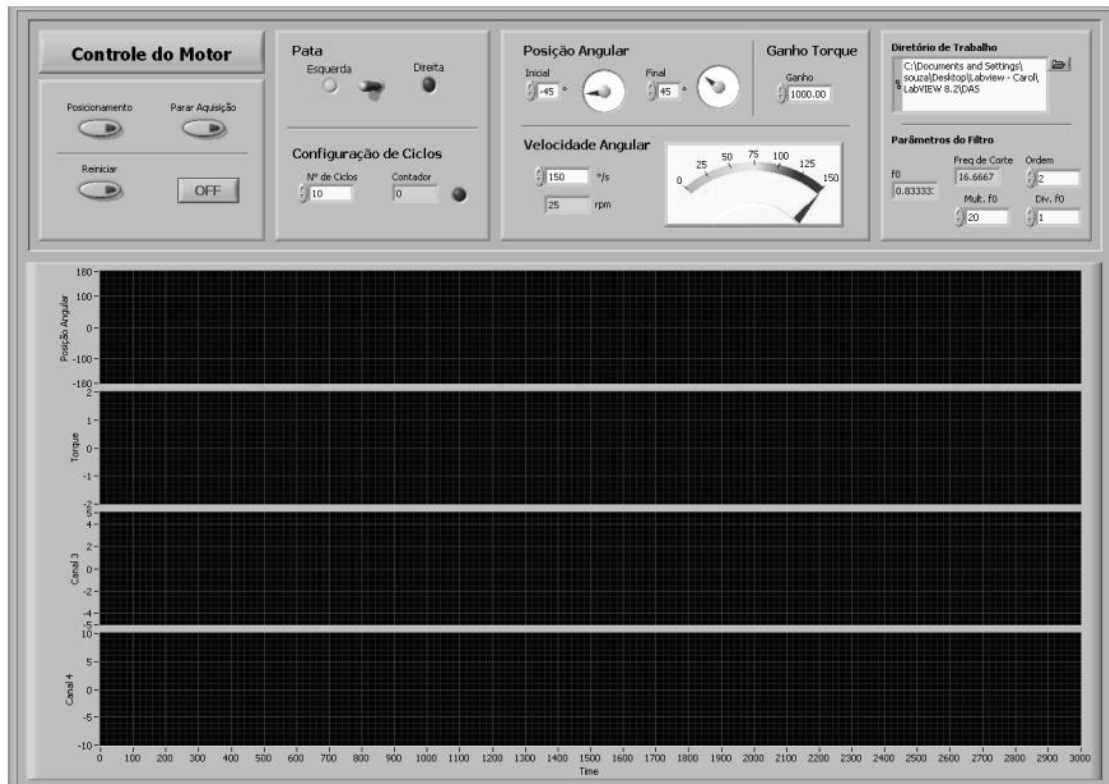 Controle do Motor
Posicionamento
Parar Aquisição
Reiniciar
OFF
Pata
Esquerda
Direita
Configuração de Ciclos
Nº de Ciclos
Contador
10
0
Posição Angular
Inicial
Final
-45 °
45 °
Ganho Torque
Ganho
1000.00
Velocidade Angular
150 °/s
25 rpm
0 25 50 75 100 125 150
Diretório de Trabalho
C:\Documents and Settings\
souza\Desktop\Labview - Carol\
LabVIEW 8.2\DAS
Parâmetros do Filtro
f0
Freq de Corte
Ordem
0.83333
16.6667
2
Mult. f0
Div. f0
20
1
Posição Angular
180
100
0
-100
-180
Torque
2
1
0
-1
-2
Canal 3
5
4
2
0
-2
-4
-5
Canal 4
10
5
0
-5
-10
0 100 200 300 400 500 600 700 800 900 1000 1100 1200 1300 1400 1500 1600 1700 1800 1900 2000 2100 2200 2300 2400 2500 2600 2700 2800 2900 3000
Time